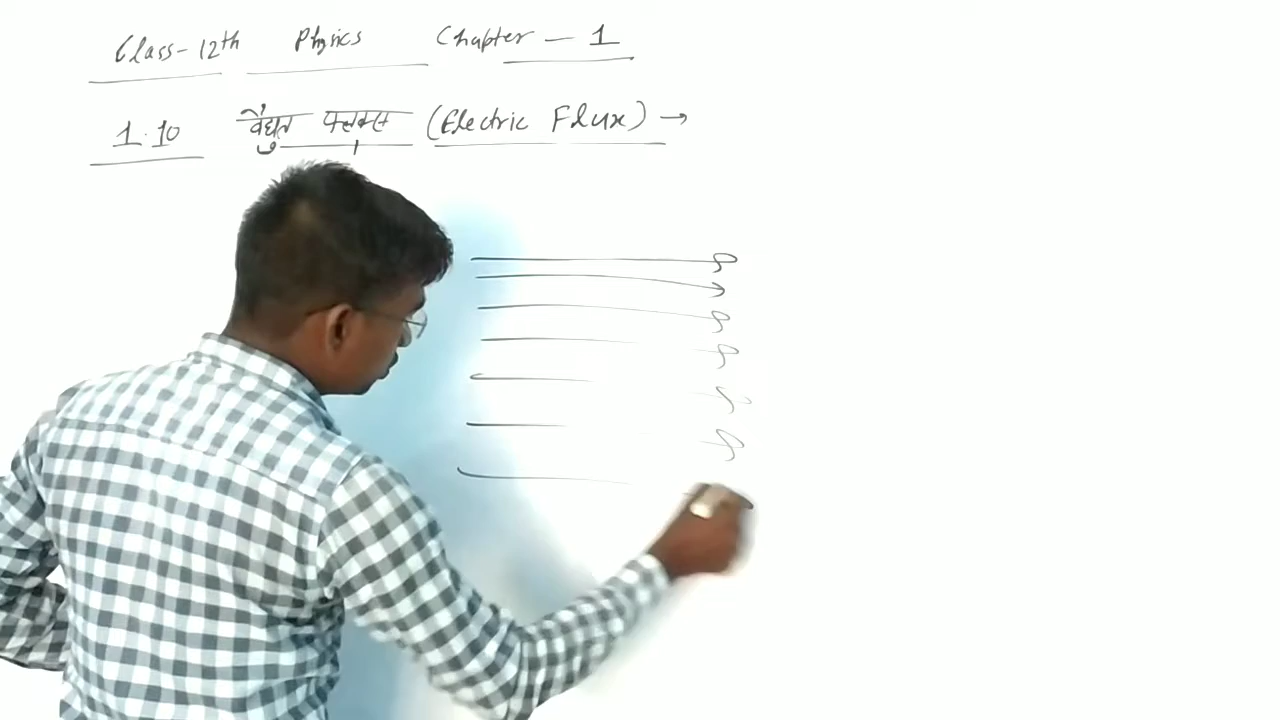 Class-12th Physics Chapter - 1
1.10 वैद्युत फ्लक्स (Electric Flux) →